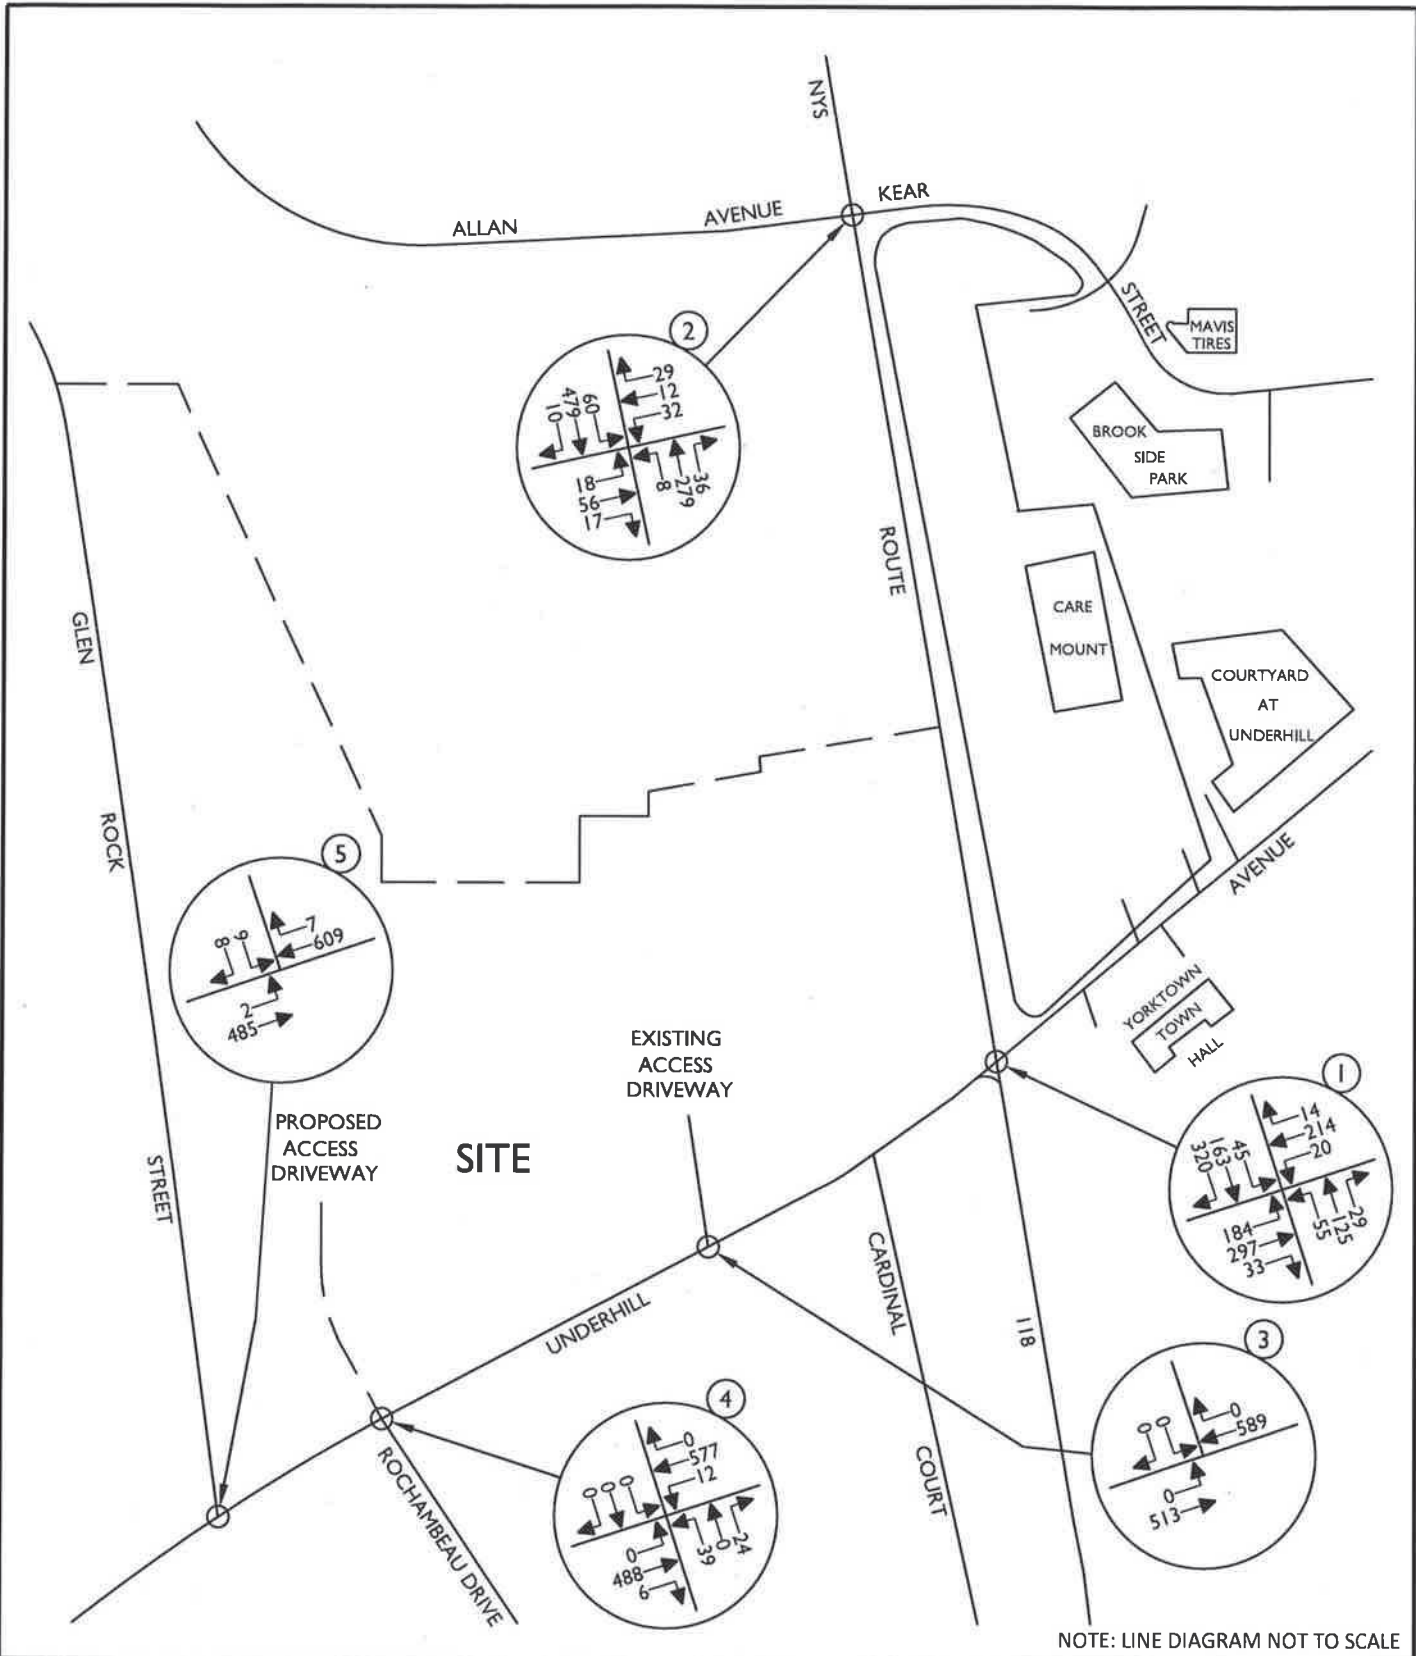 NYS
KEAR
ALLAN
AVENUE
STREET
MAVIS
TIRES
2
29
12
32
10
479
60
18
56
17
8
279
36
BROOK
SIDE
PARK
ROUTE
CARE
MOUNT
GLEN
COURTYARD
AT
UNDERHILL
ROCK
AVENUE
5
7
609
8
9
2
485
YORKTOWN
TOWN
HALL
EXISTING
ACCESS
DRIVEWAY
1
14
214
20
320
163
45
184
297
33
55
125
29
PROPOSED
ACCESS
DRIVEWAY
SITE
STREET
CARDINAL
UNDERHILL
118
3
0
589
0
0
0
513
4
0
577
12
0
0
0
0
488
6
39
0
24
COURT
ROCHAMBEAU DRIVE
NOTE: LINE DIAGRAM NOT TO SCALE